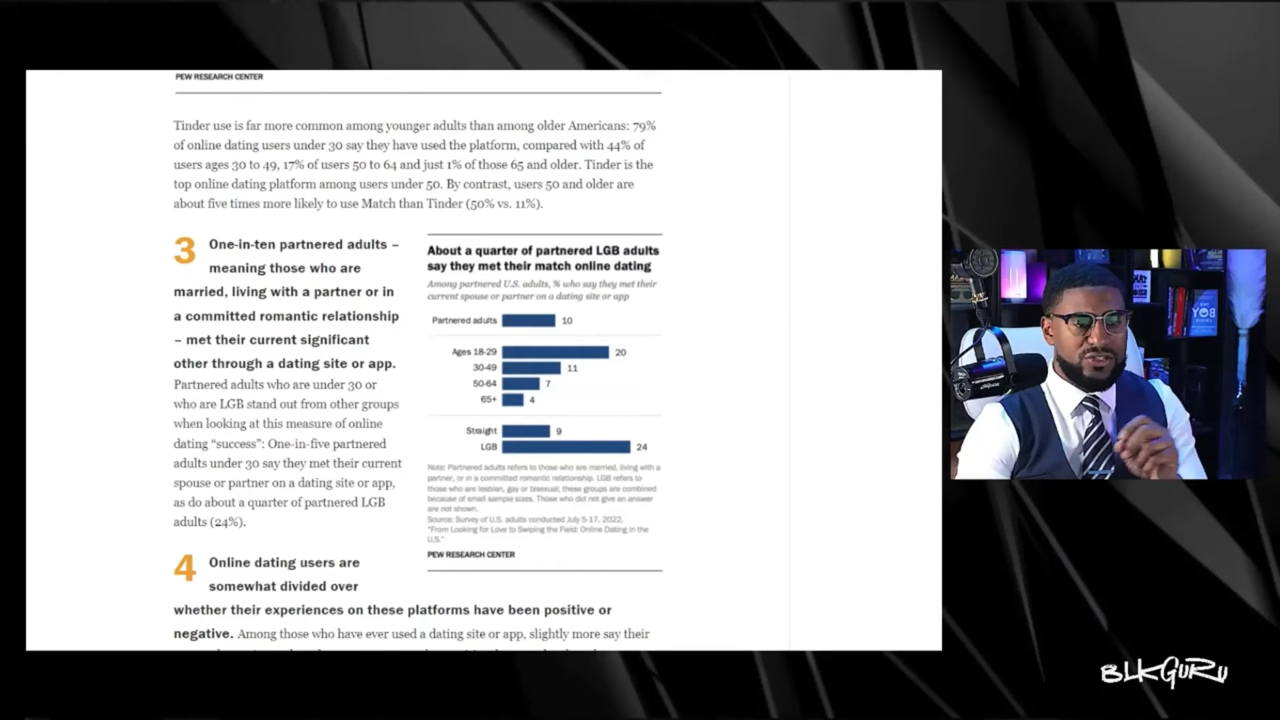 PEW RESEARCH CENTER
Tinder use is far more common among younger adults than among older Americans: 79%
of online dating users under 30 say they have used the platform, compared with 44% of
users ages 30 to 49, 17% of users 50 to 64 and just 1% of those 65 and older. Tinder is the
top online dating platform among users under 50. By contrast, users 50 and older are
about five times more likely to use Match than Tinder (50% vs. 11%).
3 One-in-ten partnered adults –
meaning those who are
married, living with a partner or in
a committed romantic relationship
– met their current significant
other through a dating site or app.
Partnered adults who are under 30 or
who are LGB stand out from other groups
when looking at this measure of online
dating “success”: One-in-five partnered
adults under 30 say they met their current
spouse or partner on a dating site or app,
as do about a quarter of partnered LGB
adults (24%).
About a quarter of partnered LGB adults
say they met their match online dating
Among partnered U.S. adults, % who say they met their
current spouse or partner on a dating site or app
Partnered adults 10
Ages 18-29 20
30-49 11
50-64 7
65+ 4
Straight 9
LGB 24
Note: Partnered adults refers to those who are married, living with a
partner, or in a committed romantic relationship. LGB refers to
those who are lesbian, gay or bisexual; these groups are combined
because of small sample sizes. Those who did not give an answer
are not shown.
Source: Survey of U.S. adults conducted July 5-17, 2022.
“From Looking for Love to Swiping the Field: Online Dating in the
U.S.”
PEW RESEARCH CENTER
4 Online dating users are
somewhat divided over
whether their experiences on these platforms have been positive or
negative. Among those who have ever used a dating site or app, slightly more say their
YOU
BLKGURU